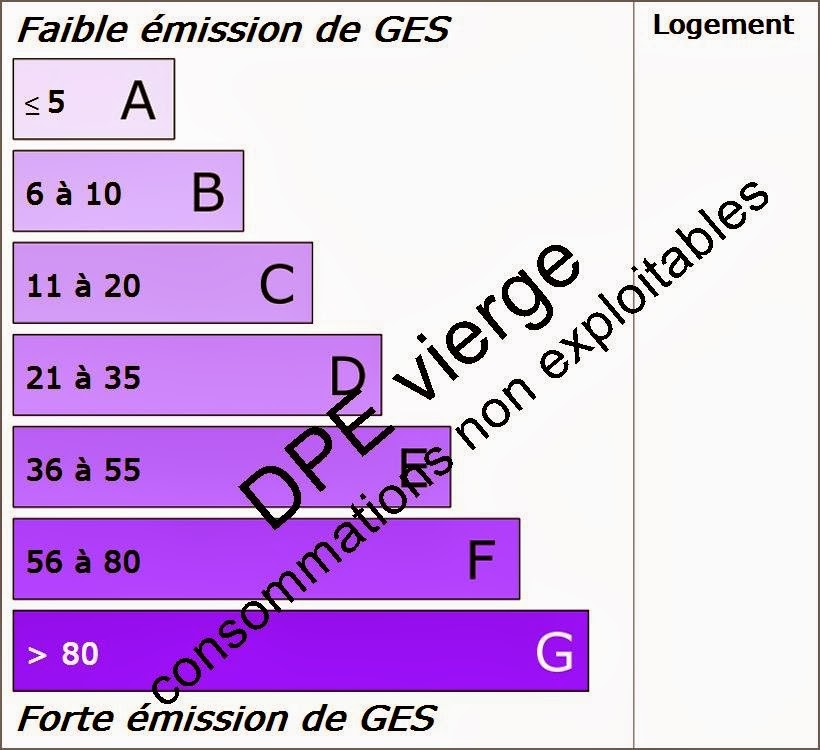 Faible émission de GES
Logement
≤ 5 A
6 à 10 B
11 à 20 C
21 à 35 D
36 à 55 E
56 à 80 F
> 80 G
DPE vierge
consommations non exploitables
Forte émission de GES